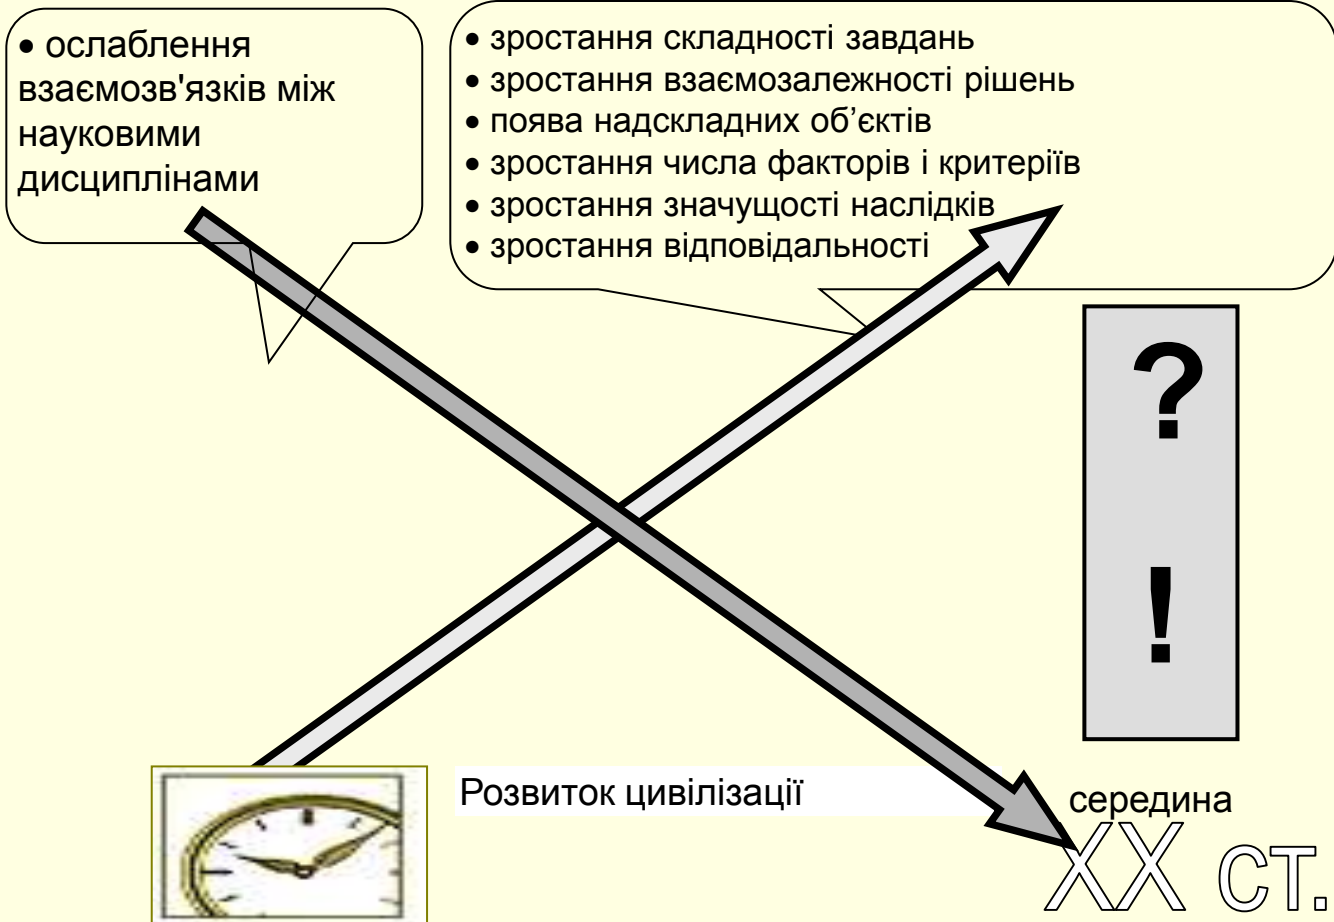 • ослаблення
взаємозв'язків між
науковими
дисциплінами
• зростання складності завдань
• зростання взаємозалежності рішень
• поява надскладних об’єктів
• зростання числа факторів і критеріїв
• зростання значущості наслідків
• зростання відповідальності
?
!
Розвиток цивілізації
середина
XX ст.